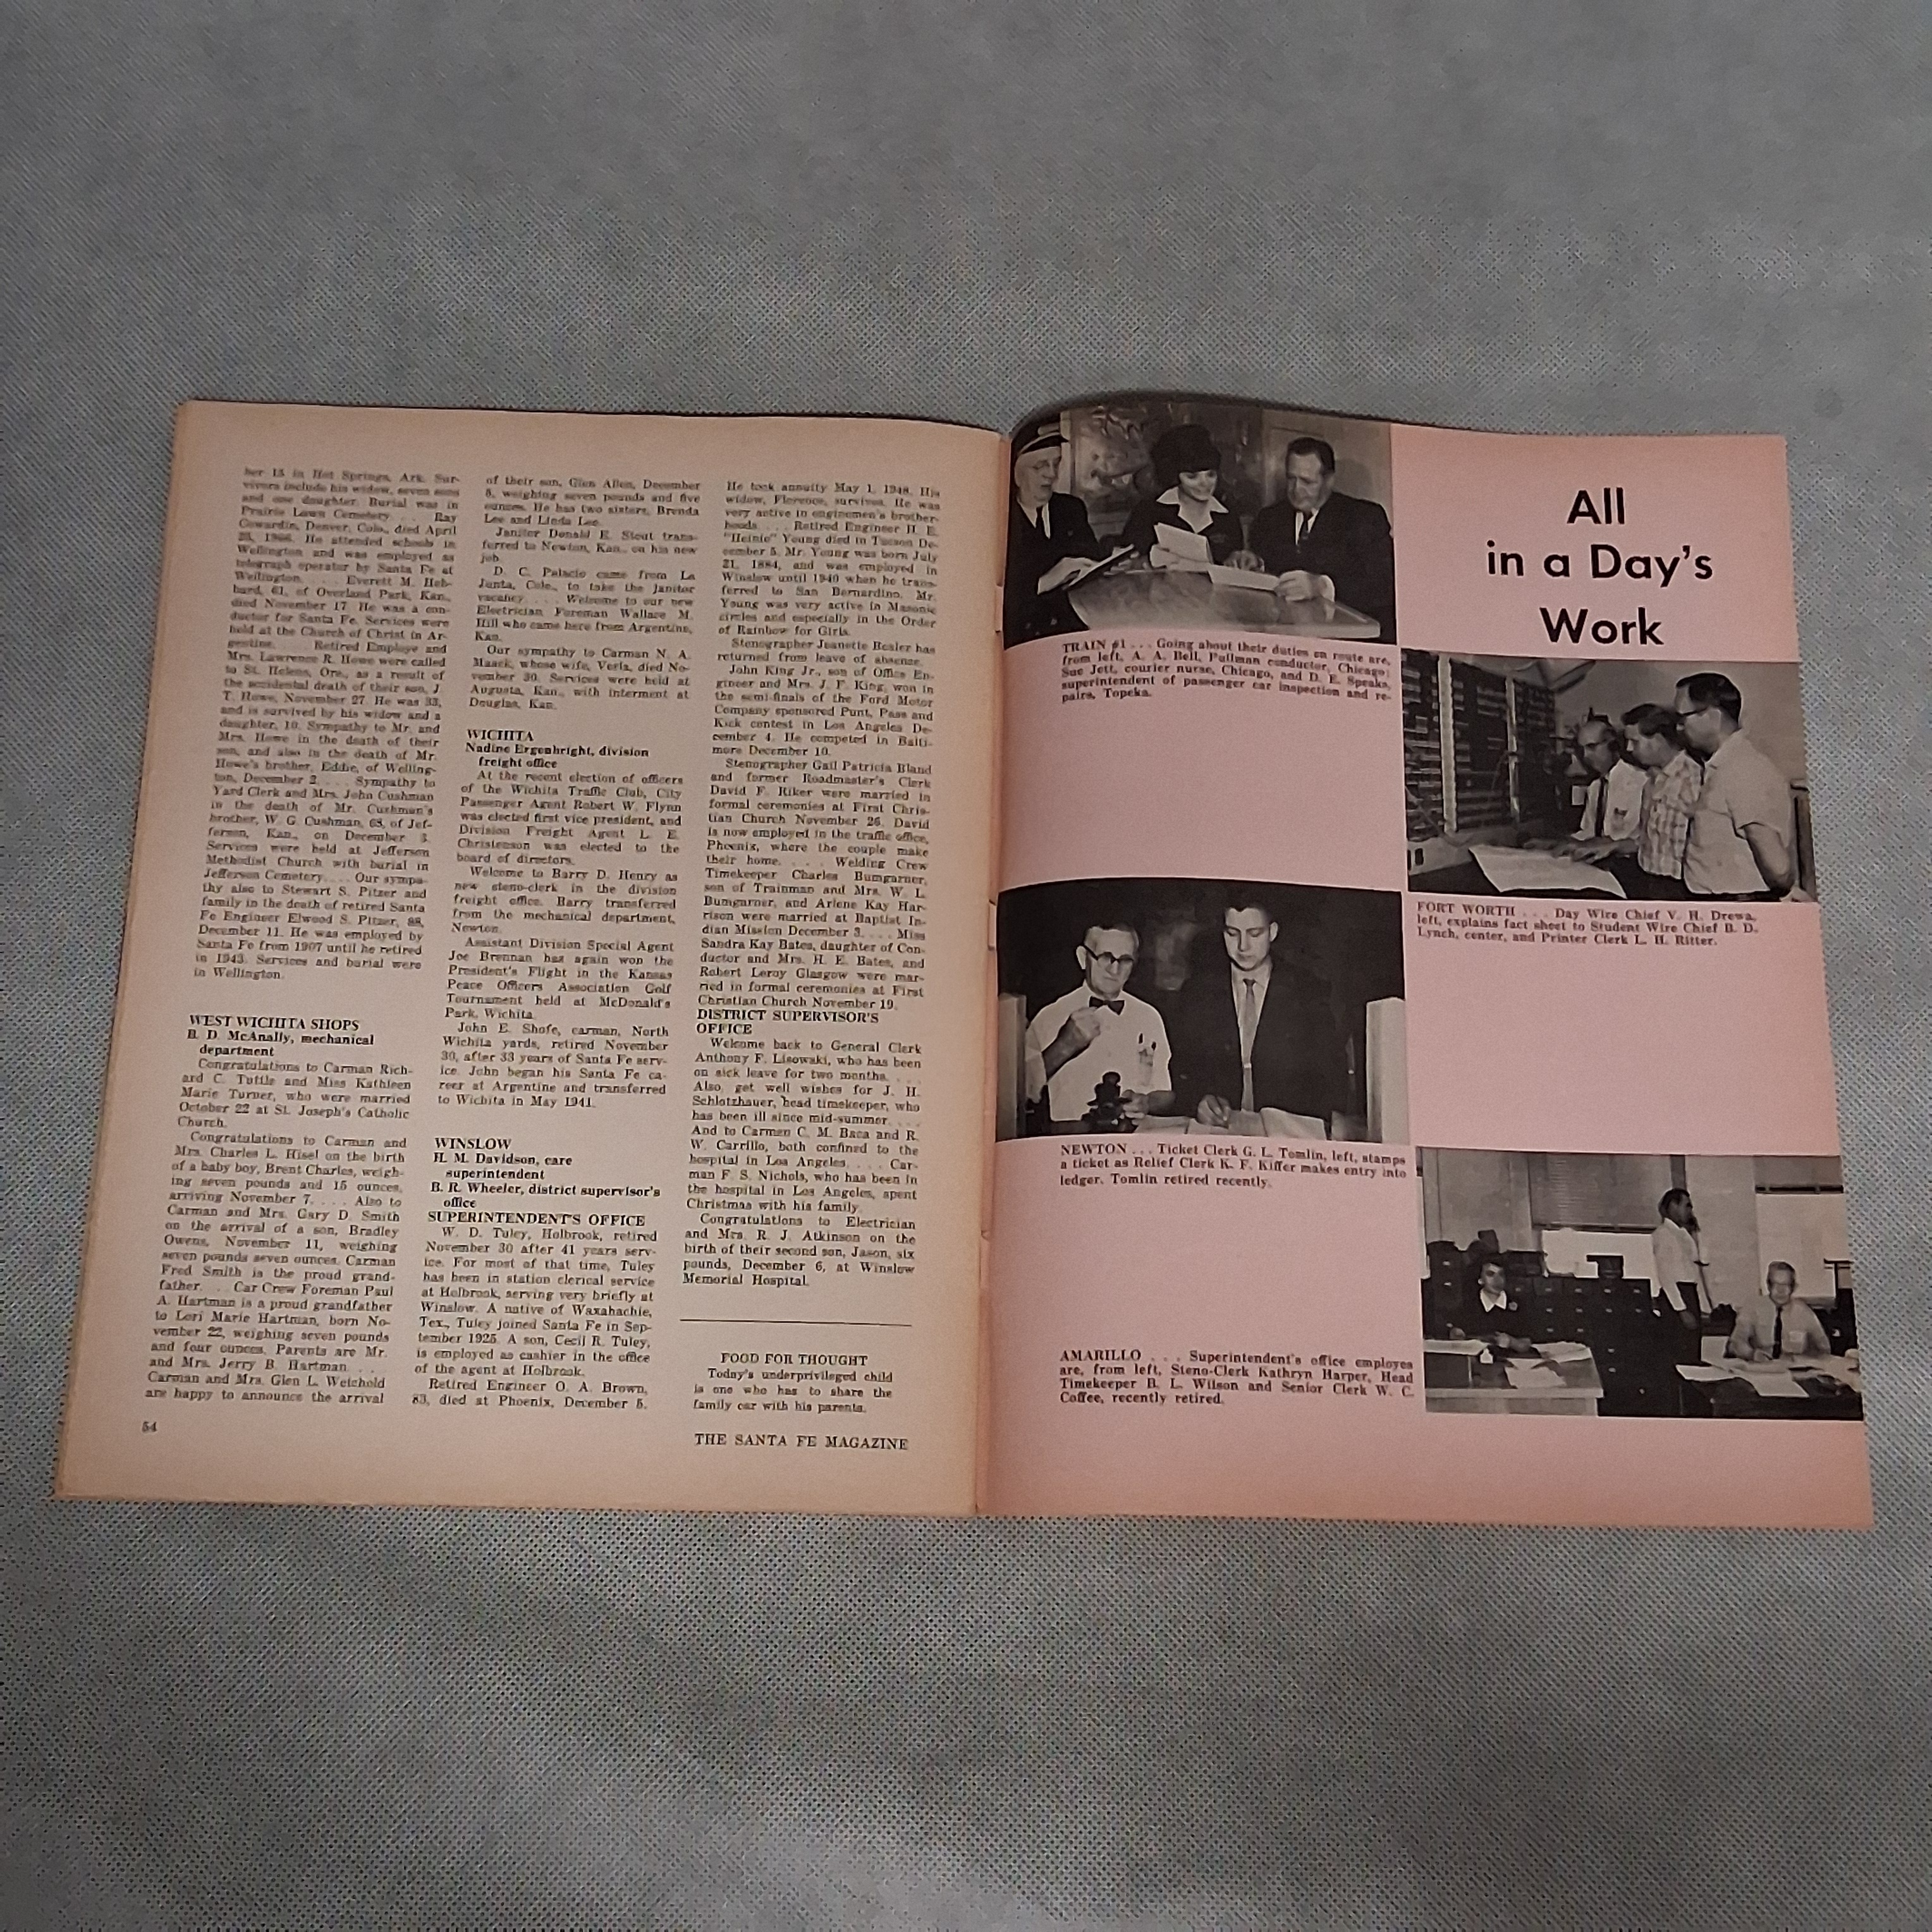 ber 15 in Hot Springs, Ark. Sur-
vivors include his widow, seven sons
and one daughter. Burial was in
Prairie Lawn Cemetery . . . . Ray
Cowardin, Denver, Colo., died April
25, 1966. He attended schools in
Wellington and was employed as
telegraph operator by Santa Fe at
Wellington. . . . Everett M. Heb-
bard, 61, of Overland Park, Kan.,
died November 17. He was a con-
ductor for Santa Fe. Services were
held at the Church of Christ in Ar-
gentine. . . . Retired Employe and
Mrs. Lawrence R. Howe were called
to St. Helens, Ore., as a result of
the accidental death of their son, J.
T. Howe, November 27. He was 33,
and is survived by his widow and a
daughter, 10. Sympathy to Mr. and
Mrs. Howe in the death of their
son, and also in the death of Mr.
Howe's brother, Eddie, of Welling-
ton, December 2. . . . Sympathy to
Yard Clerk and Mrs. John Cushman
in the death of Mr. Cushman's
brother, W. G. Cushman, 68, of Jef-
ferson, Kan., on December 3.
Services were held at Jefferson
Methodist Church with burial in
Jefferson Cemetery. . . . Our sympa-
thy also to Stewart S. Pitzer and
family in the death of retired Santa
Fe Engineer Elwood S. Pitzer, 88,
December 11. He was employed by
Santa Fe from 1907 until he retired
in 1943. Services and burial were
in Wellington.
WEST WICHITA SHOPS
B. D. McAnally, mechanical
department
Congratulations to Carman Rich-
ard C. Tuttle and Miss Kathleen
Marie Turner, who were married
October 22 at St. Joseph's Catholic
Church.
Congratulations to Carman and
Mrs. Charles L. Hisel on the birth
of a baby boy, Brent Charles, weigh-
ing seven pounds and 15 ounces,
arriving November 7. . . . Also to
Carman and Mrs. Gary D. Smith
on the arrival of a son, Bradley
Owens, November 11, weighing
seven pounds seven ounces. Carman
Fred Smith is the proud grand-
father. . . . Car Crew Foreman Paul
A. Hartman is a proud grandfather
to Lori Marie Hartman, born No-
vember 22, weighing seven pounds
and four ounces. Parents are Mr.
and Mrs. Jerry B. Hartman. . . .
Carman and Mrs. Glen L. Weichold
are happy to announce the arrival
54
of their son, Glen Allen, December
8, weighing seven pounds and five
ounces. He has two sisters, Brenda
Lee and Linda Lee.
Janitor Donald E. Stout trans-
ferred to Newton, Kan., on his new
job.
D. C. Palacio came from La
Junta, Colo., to take the Janitor
vacancy. . . . Welcome to our new
Electrician Foreman Wallace M.
Hill who came here from Argentine,
Kan.
Our sympathy to Carman N. A.
Maack, whose wife, Verla, died No-
vember 30. Services were held at
Augusta, Kan., with interment at
Douglas, Kan.
WICHITA
Nadine Ergenbright, division
freight office
At the recent election of officers
of the Wichita Traffic Club, City
Passenger Agent Robert W. Flynn
was elected first vice president, and
Division Freight Agent L. E.
Christenson was elected to the
board of directors.
Welcome to Barry D. Henry as
new steno-clerk in the division
freight office. Barry transferred
from the mechanical department,
Newton.
Assistant Division Special Agent
Joe Brennan has again won the
President's Flight in the Kansas
Peace Officers Association Golf
Tournament held at McDonald's
Park, Wichita.
John E. Shofe, carman, North
Wichita yards, retired November
30, after 33 years of Santa Fe serv-
ice. John began his Santa Fe ca-
reer at Argentine and transferred
to Wichita in May 1941.
WINSLOW
H. M. Davidson, care
superintendent
B. R. Wheeler, district supervisor's
office
SUPERINTENDENT'S OFFICE
W. D. Tuley, Holbrook, retired
November 30 after 41 years serv-
ice. For most of that time, Tuley
has been in station clerical service
at Holbrook, serving very briefly at
Winslow. A native of Waxahachie,
Tex., Tuley joined Santa Fe in Sep-
tember 1925. A son, Cecil R. Tuley,
is employed as cashier in the office
of the agent at Holbrook.
Retired Engineer O. A. Brown,
83, died at Phoenix, December 5.
He took annuity May 1, 1948. His
widow, Florence, survives. He was
very active in enginemen's brother-
hoods. . . . Retired Engineer H. E.
"Heinie" Young died in Tucson De-
cember 5. Mr. Young was born July
21, 1884, and was employed in
Winslow until 1940 when he trans-
ferred to San Bernardino. Mr.
Young was very active in Masonic
circles and especially in the Order
of Rainbow for Girls.
Stenographer Jeanette Bealer has
returned from leave of absence.
John King Jr., son of Office En-
gineer and Mrs. J. F. King, won in
the semi-finals of the Ford Motor
Company sponsored Punt, Pass and
Kick contest in Los Angeles De-
cember 4. He competed in Balti-
more December 10.
Stenographer Gail Patricia Bland
and former Roadmaster's Clerk
David F. Riker were married in
formal ceremonies at First Chris-
tian Church November 26. David
is now employed in the traffic office,
Phoenix, where the couple make
their home. . . . Welding Crew
Timekeeper Charles Bumgarner,
son of Trainman and Mrs. W. L.
Bumgarner, and Arlene Kay Har-
rison were married at Baptist In-
dian Mission December 3. . . . Miss
Sandra Kay Bates, daughter of Con-
ductor and Mrs. H. E. Bates, and
Robert Leroy Glasgow were mar-
ried in formal ceremonies at First
Christian Church November 19.
DISTRICT SUPERVISOR'S
OFFICE
Welcome back to General Clerk
Anthony F. Lisowski, who has been
on sick leave for two months. . . .
Also, get well wishes for J. H.
Schlotzhauer, head timekeeper, who
has been ill since mid-summer. . . .
And to Carmen C. M. Baca and R.
W. Carrillo, both confined to the
hospital in Los Angeles. . . . Car-
man F. S. Nichols, who has been in
the hospital in Los Angeles, spent
Christmas with his family.
Congratulations to Electrician
and Mrs. R. J. Atkinson on the
birth of their second son, Jason, six
pounds, December 6, at Winslow
Memorial Hospital.
FOOD FOR THOUGHT
Today's underprivileged child
is one who has to share the
family car with his parents.
THE SANTA FE MAGAZINE
All
in a Day's
Work
TRAIN #1 . . . Going about their duties en route are,
from left, A. A. Bell, Pullman conductor, Chicago;
Sue Jett, courier nurse, Chicago, and D. E. Speaks,
superintendent of passenger car inspection and re-
pairs, Topeka.
FORT WORTH . . . Day Wire Chief V. H. Drewa,
left, explains fact sheet to Student Wire Chief B. D.
Lynch, center, and Printer Clerk L. H. Ritter.
NEWTON . . . Ticket Clerk G. L. Tomlin, left, stamps
a ticket as Relief Clerk K. F. Kiffer makes entry into
ledger. Tomlin retired recently.
AMARILLO . . . Superintendent's office employes
are, from left, Steno-Clerk Kathryn Harper, Head
Timekeeper B. L. Wilson and Senior Clerk W. C.
Coffee, recently retired.